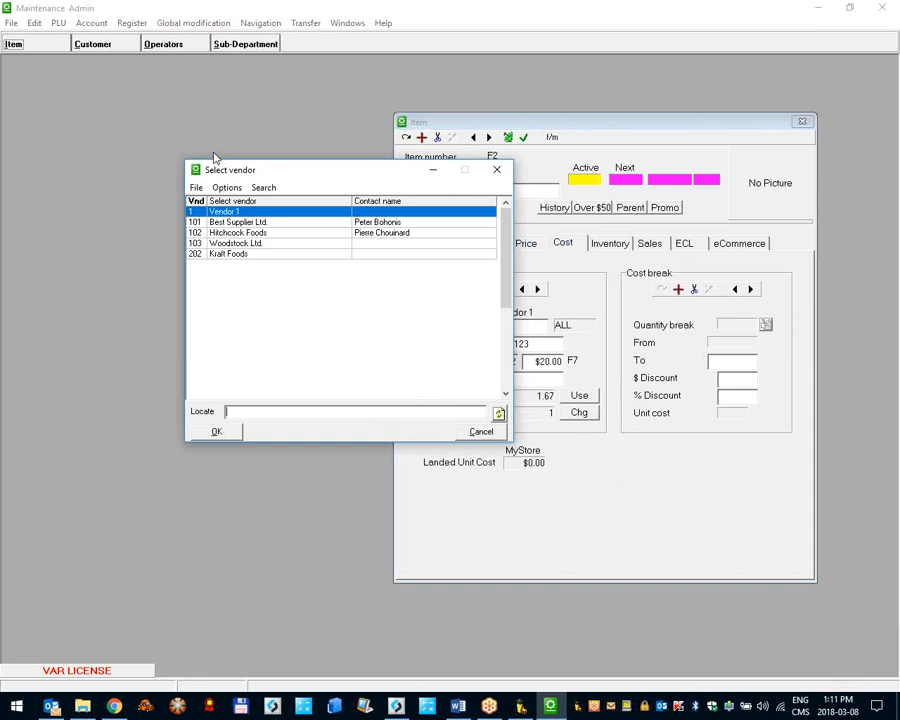 Maintenance Admin
File Edit PLU Account Register Global modification Navigation Transfer Windows Help
Item Customer Operators Sub-Department
Item
f/m
Item number F2
Active Next
No Picture
History Over $50 Parent Promo
Price Cost Inventory Sales ECL eCommerce
Select vendor
File Options Search
Vnd Select vendor Contact name
1 Vendor 1
101 Best Supplier Ltd. Peter Bohonis
102 Hitchcock Foods Pierre Chouinard
103 Woodstock Ltd.
202 Kraft Foods
Locate
OK Cancel
dor 1
ALL
123
2 $20.00 F7
1.67 Use
1 Chg
Cost break
Quantity break
From
To
$ Discount
% Discount
Unit cost
MyStore
Landed Unit Cost $0.00
VAR LICENSE
ENG 1:11 PM
CMS 2018-03-08